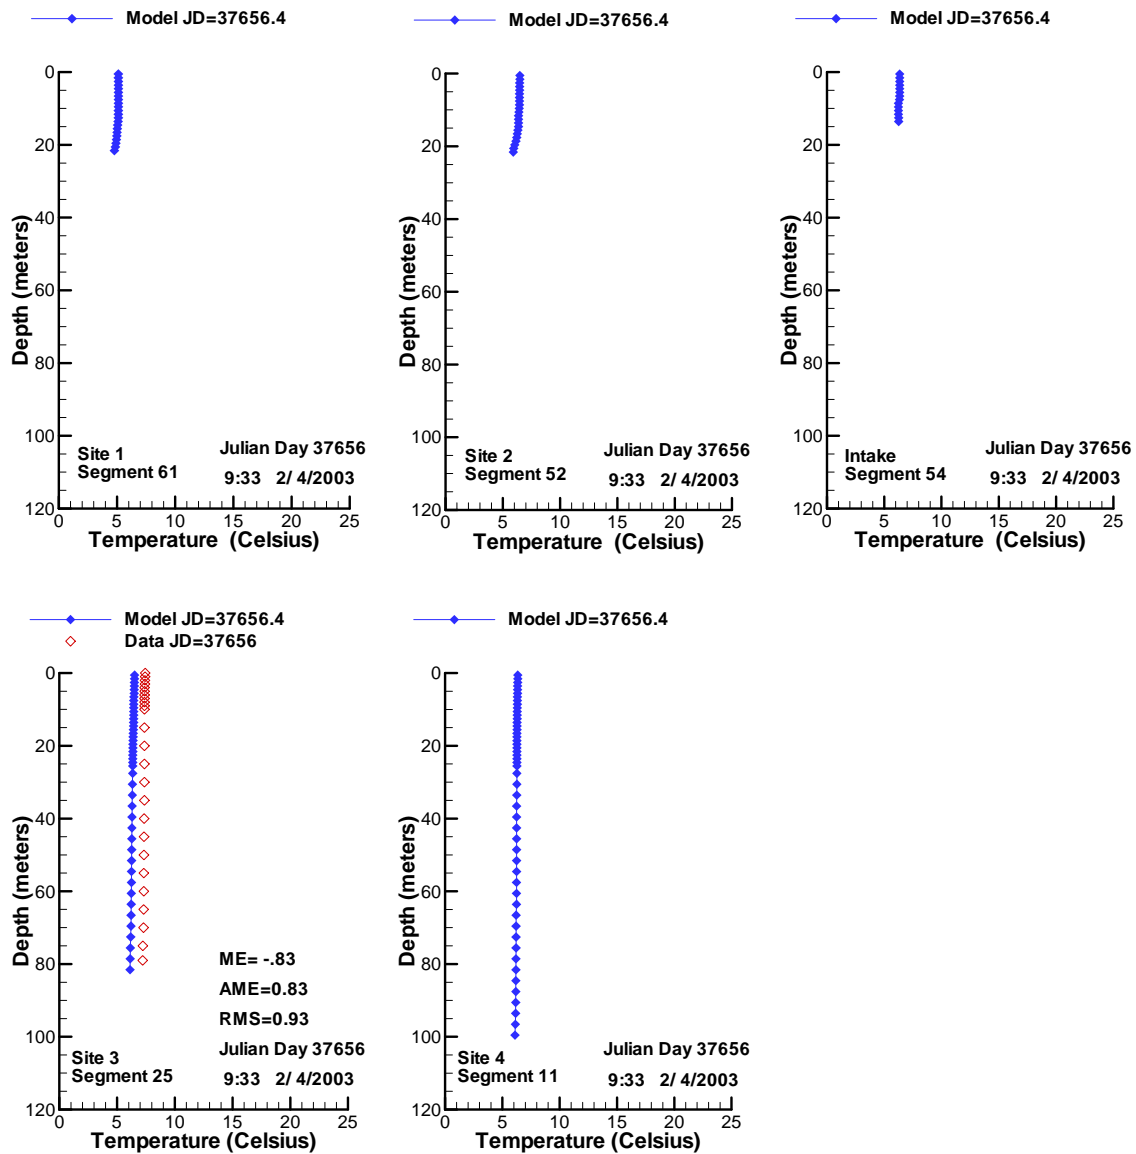 Model JD=37656.4
0
20
40
60
80
100
120
Depth (meters)
Site 1
Segment 61
Julian Day 37656
9:33 2/ 4/2003
0 5 10 15 20 25
Temperature (Celsius)
Model JD=37656.4
0
20
40
60
80
100
120
Depth (meters)
Site 2
Segment 52
Julian Day 37656
9:33 2/ 4/2003
0 5 10 15 20 25
Temperature (Celsius)
Model JD=37656.4
0
20
40
60
80
100
120
Depth (meters)
Intake
Segment 54
Julian Day 37656
9:33 2/ 4/2003
0 5 10 15 20 25
Temperature (Celsius)
Model JD=37656.4
Data JD=37656
0
20
40
60
80
100
120
Depth (meters)
ME= -.83
AME=0.83
RMS=0.93
Site 3
Segment 25
Julian Day 37656
9:33 2/ 4/2003
0 5 10 15 20 25
Temperature (Celsius)
Model JD=37656.4
0
20
40
60
80
100
120
Depth (meters)
Site 4
Segment 11
Julian Day 37656
9:33 2/ 4/2003
0 5 10 15 20 25
Temperature (Celsius)